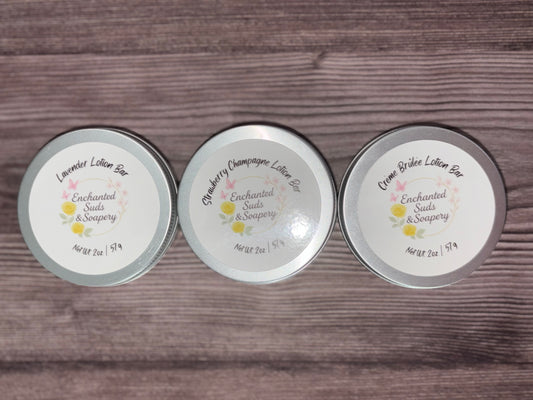 Lavender Lotion Bar
Enchanted
Suds
& Soapery
Net Wt 2oz | 57g
Strawberry Champagne Lotion Bar
Enchanted
Suds
& Soapery
Net Wt 2oz | 57g
Creme Brûlée Lotion Bar
Enchanted
Suds
& Soapery
Net Wt 2oz | 57g